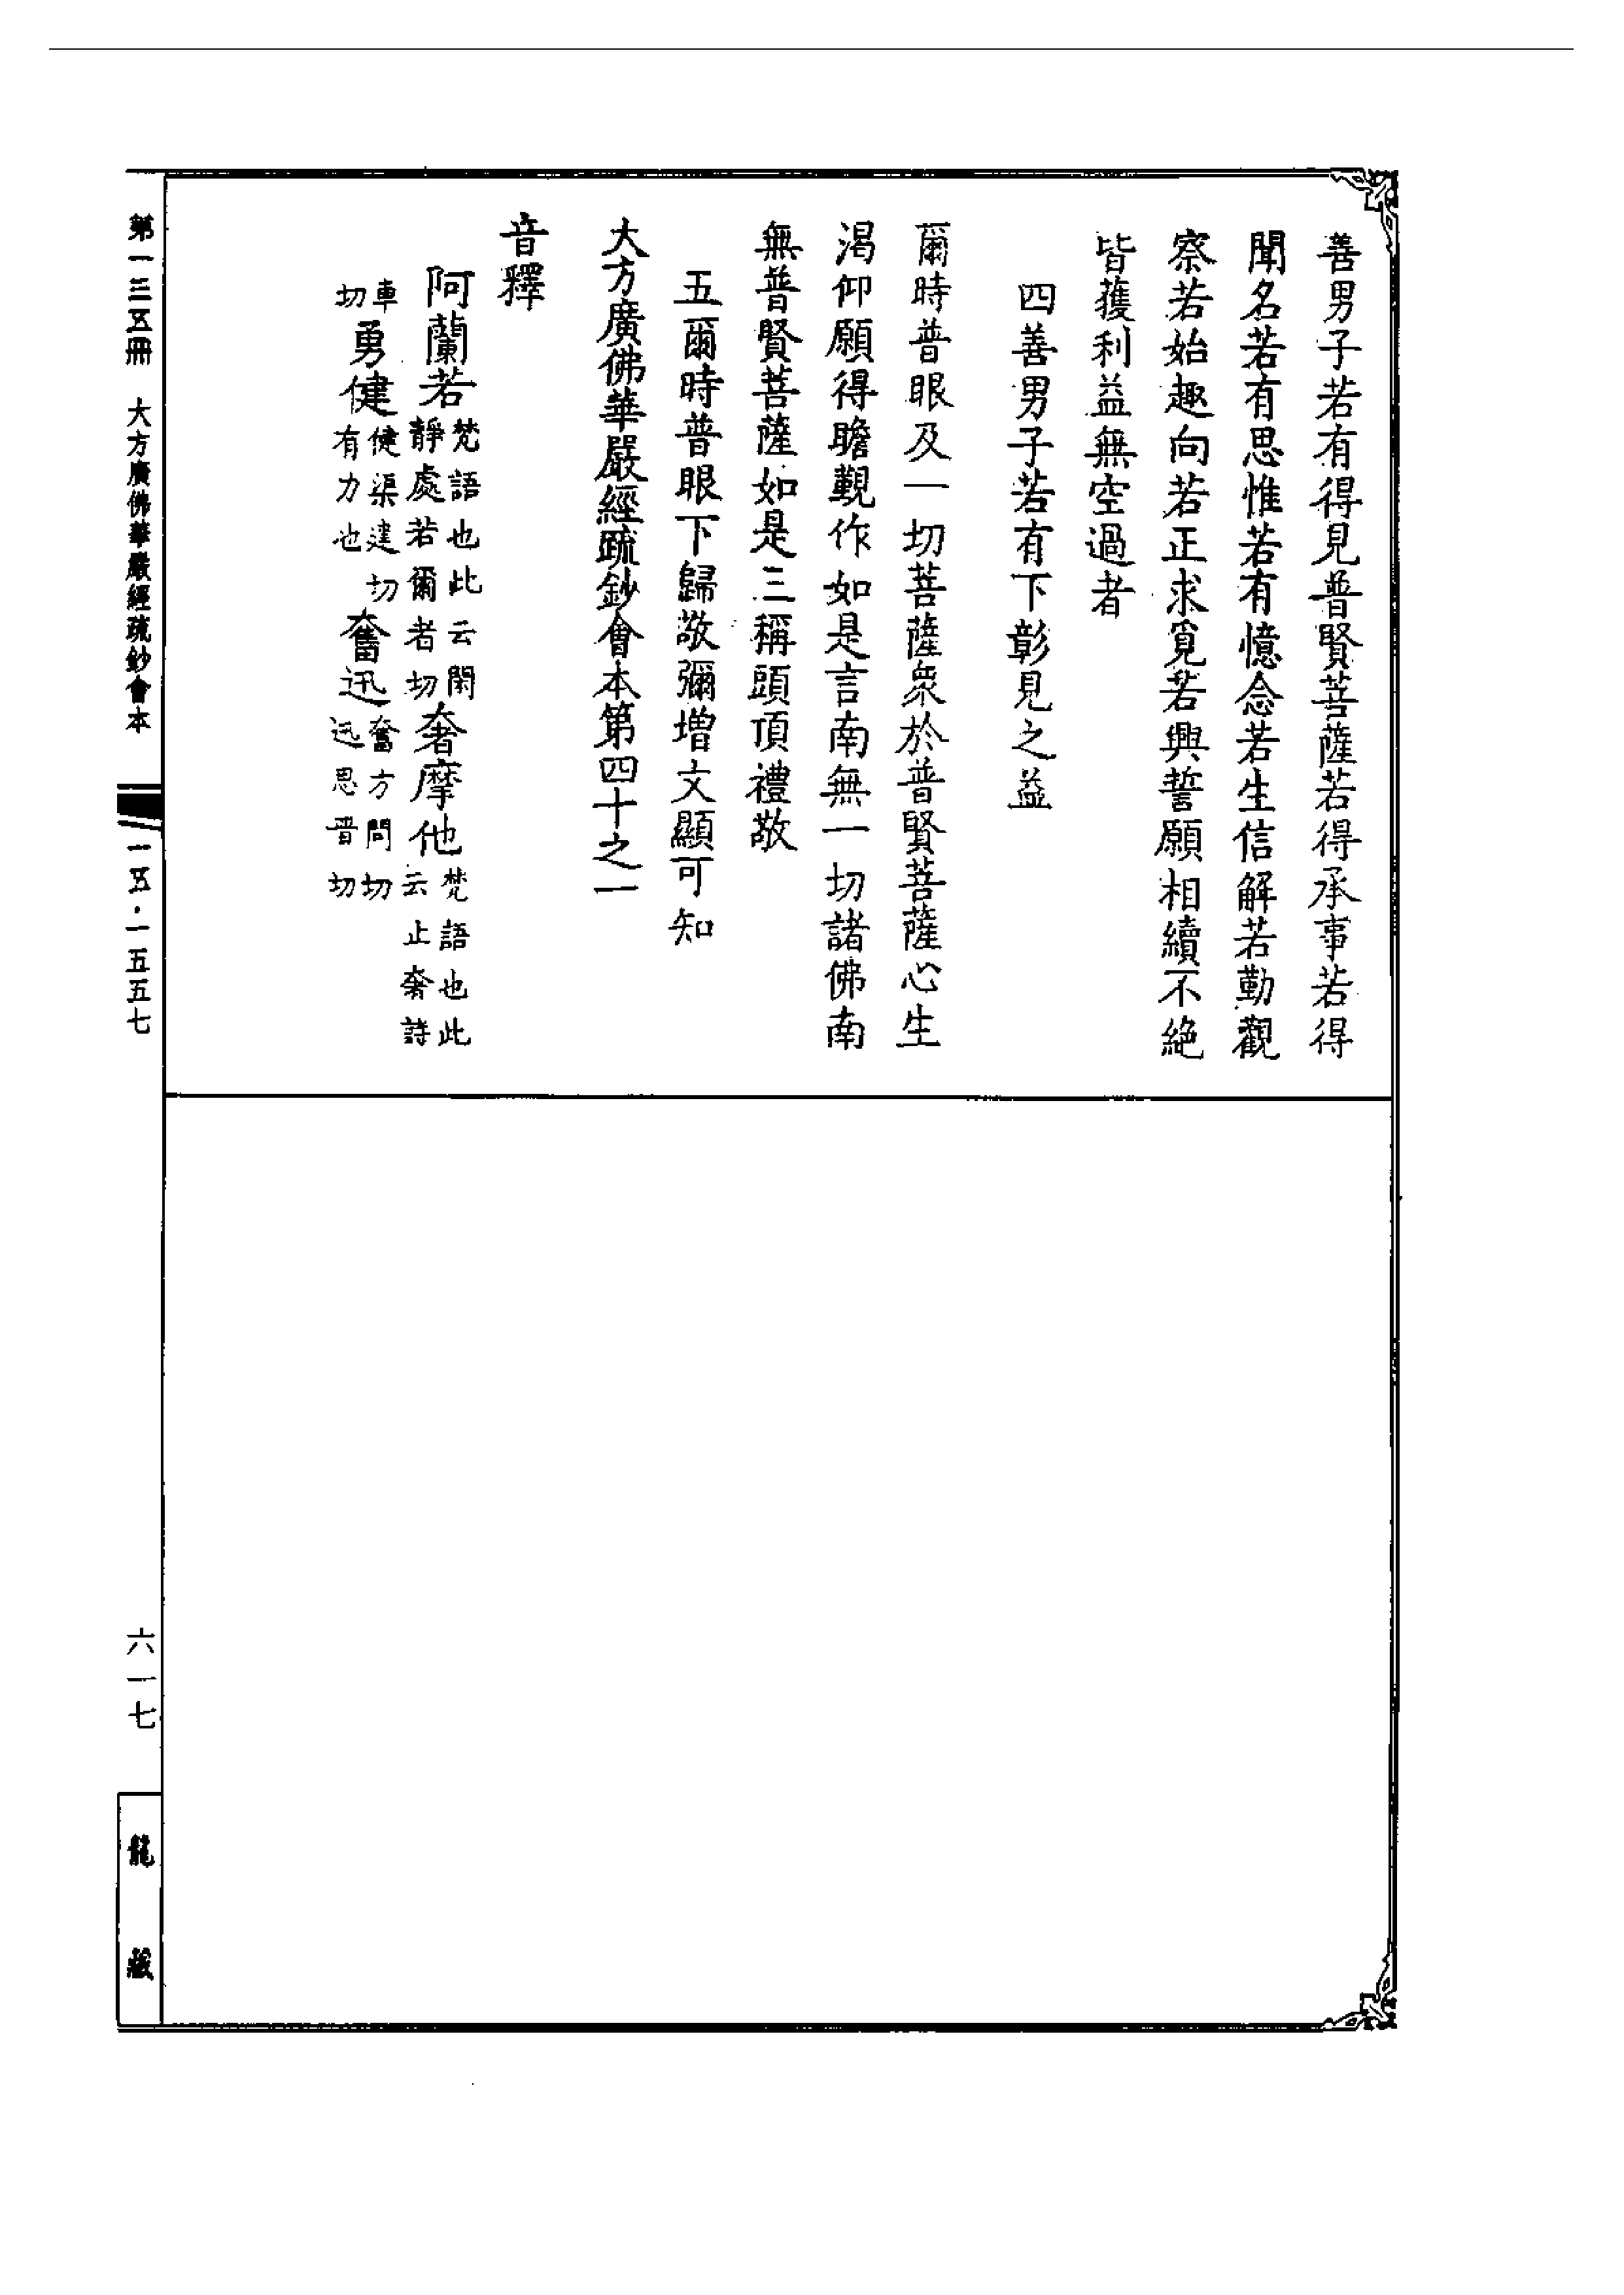 善男子若有得見普賢菩薩若得承事若得
聞名若有思惟若有憶念若生信解若勤觀
察若始趣向若正求覓若興誓願相續不絕
皆獲利益無空過者
四善男子若有下彰見之益
爾時普眼及一切菩薩衆於普賢菩薩心生
渴仰願得瞻覲作如是言南無一切諸佛南
無普賢菩薩如是三稱頭頂禮敬
五爾時普眼下歸敬彌增文顯可知
大方廣佛華嚴經疏鈔會本第四十之一
音釋
阿蘭若梵語也此云閑靜處若爾者切奢摩他梵語也此云止奢詩
車切勇健健渠建切有力也奮迅奮方問切迅思晉切
第一三五冊 大方廣佛華嚴經疏鈔會本 一五·一五五七 六一七 龍藏